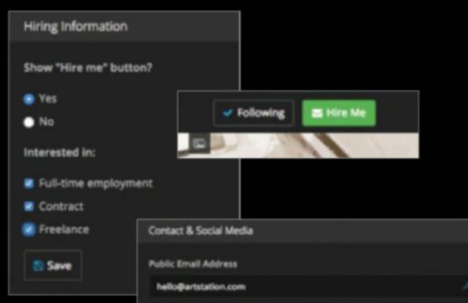 Hiring Information
Show "Hire me" button?
Yes
No
Interested in:
Full-time employment
Contract
Freelance
Save
Following
Hire Me
Contact & Social Media
Public Email Address
hello@artstation.com